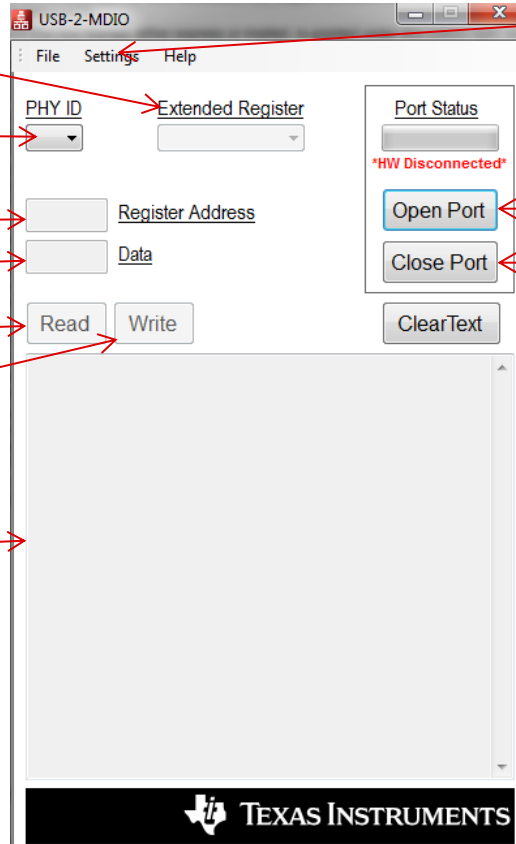 USB-2-MDIO
File Settings Help
PHY ID Extended Register Port Status
*HW Disconnected*
Register Address Open Port
Data Close Port
Read Write ClearText
TEXAS INSTRUMENTS